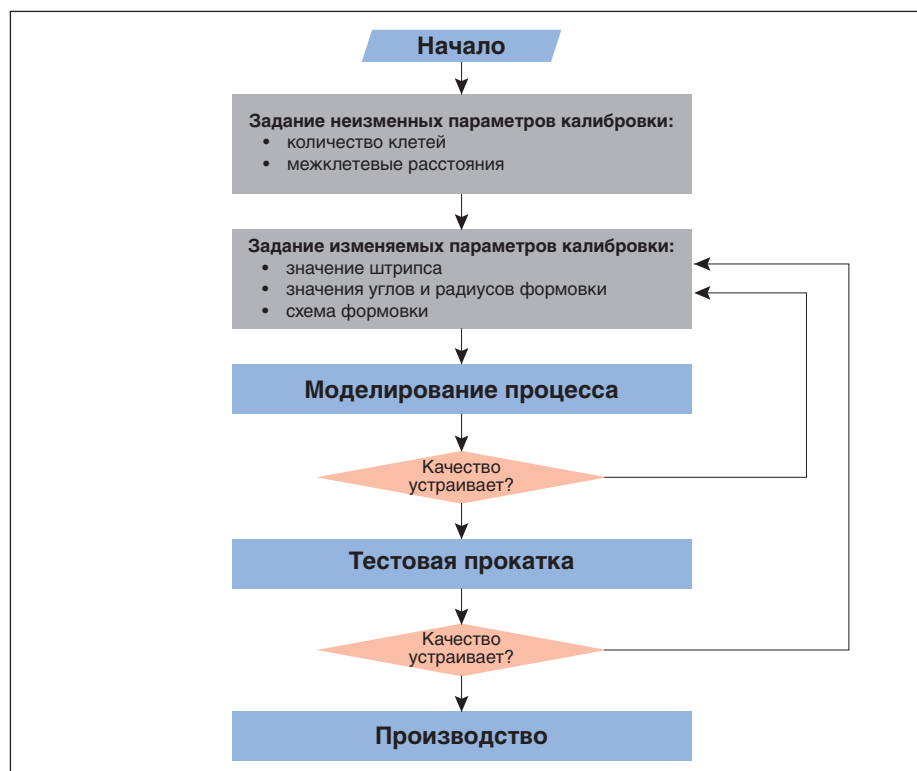 Начало
Задание неизменных параметров калибровки:
• количество клетей
• межклетевые расстояния
Задание изменяемых параметров калибровки:
• значение штрипса
• значения углов и радиусов формовки
• схема формовки
Моделирование процесса
Качество
устраивает?
Тестовая прокатка
Качество
устраивает?
Производство